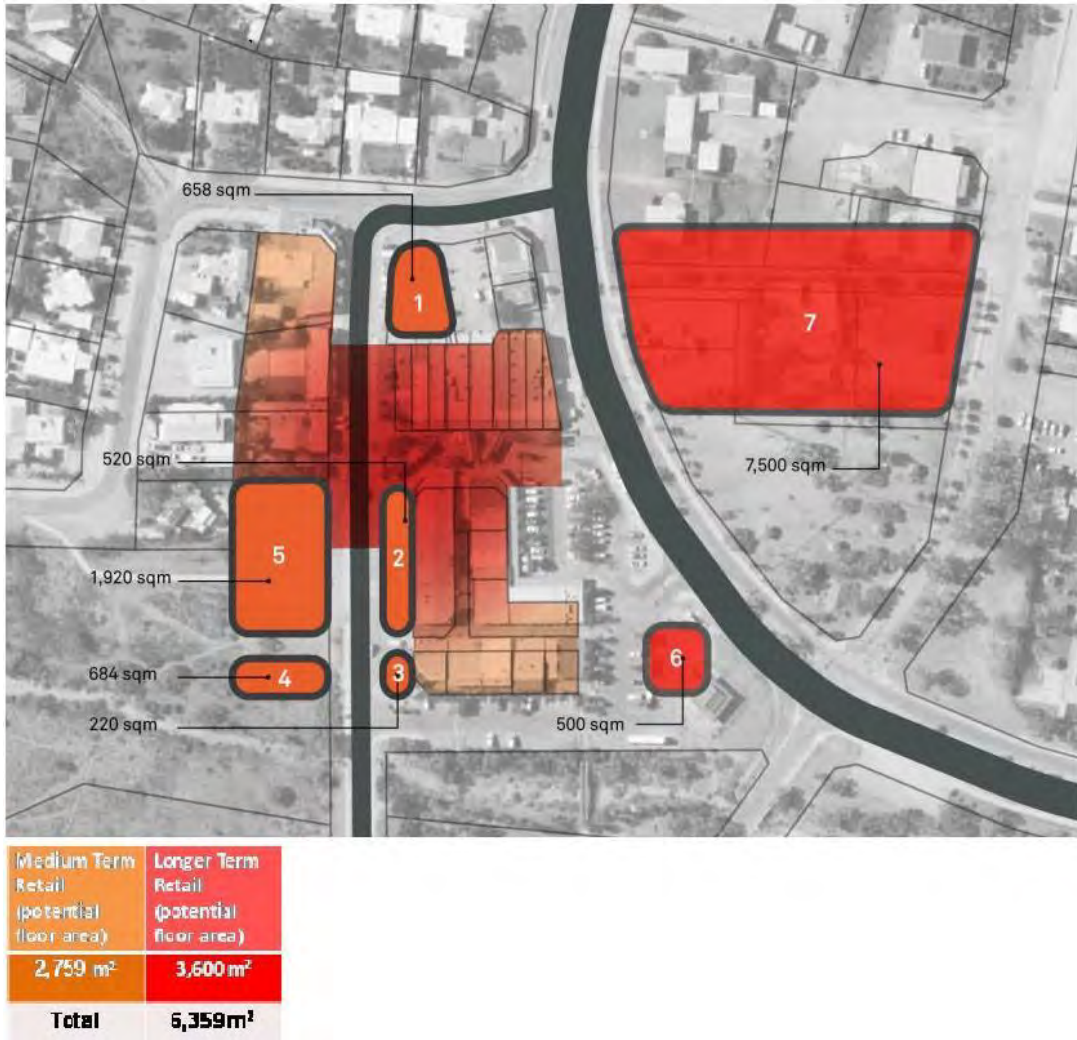 658 sqm
1
7
520 sqm
7,500 sqm
5
2
1,920 sqm
6
684 sqm
4
3
220 sqm
500 sqm
Medium Term
Retail
(potential
floor area)
Longer Term
Retail
(potential
floor area)
2,759 m²
3,600m²
Total
6,359m²